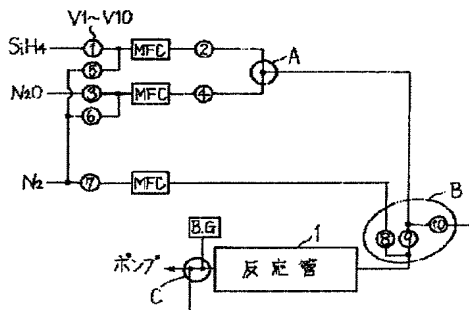 V1~V10
SiH4 ① MFC ② A
⑤
N2O ③ MFC ④
⑥
N2 ⑦ MFC
B
⑧ ⑨ ⑩
B.G
1
ポンプ
反応管
C